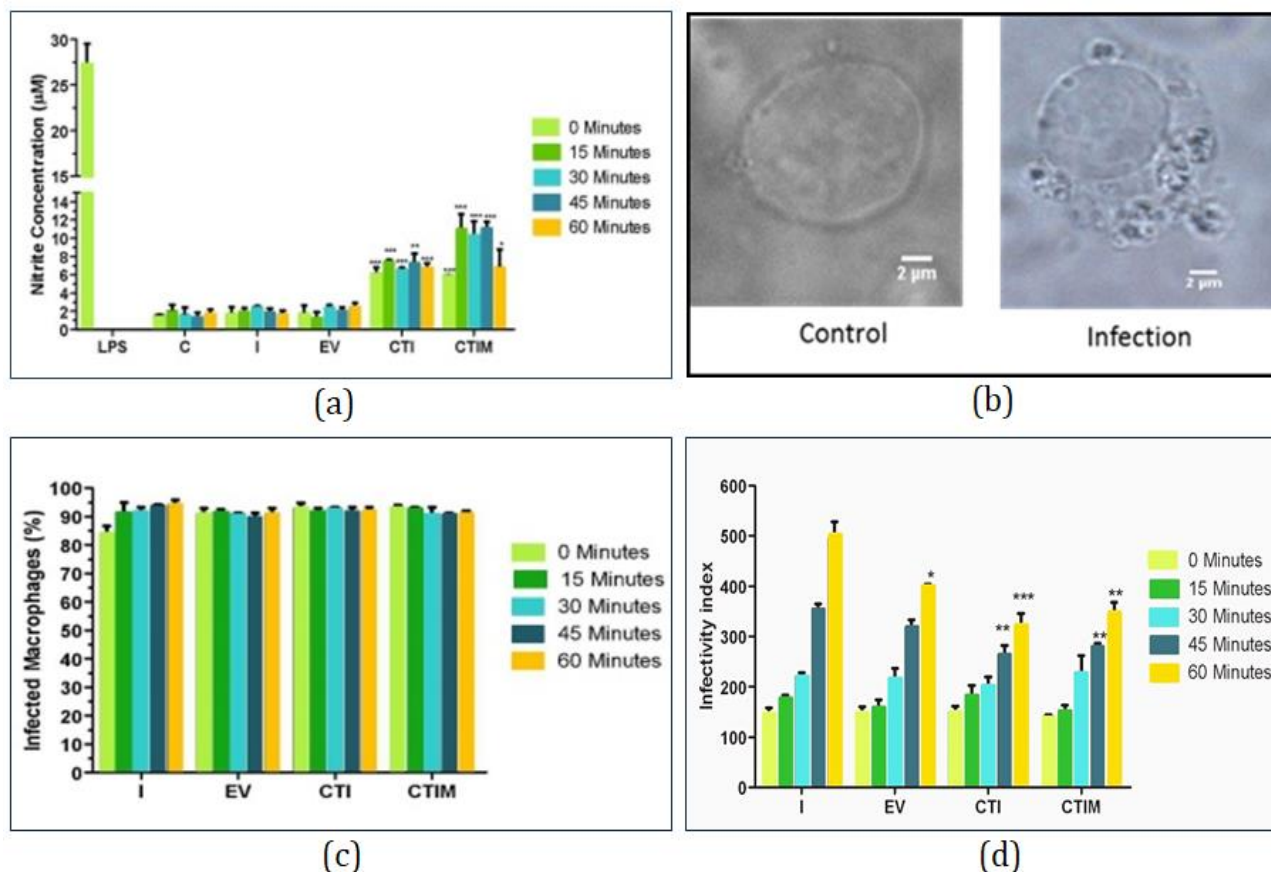 30
25
20
15
14
12
10
8
6
4
2
0
Nitrite Concentration (µM)
*** *** *** ** ***
*** *** *** *** *
LPS C I EV CTI CTIM
0 Minutes
15 Minutes
30 Minutes
45 Minutes
60 Minutes
(a)
2 µm
2 µm
Control Infection
(b)
100
90
80
70
60
50
40
30
20
10
0
Infected Macrophages (%)
I EV CTI CTIM
0 Minutes
15 Minutes
30 Minutes
45 Minutes
60 Minutes
(c)
600
500
400
300
200
100
0
Infectivity index
*
** ***
** **
I EV CTI CTIM
0 Minutes
15 Minutes
30 Minutes
45 Minutes
60 Minutes
(d)